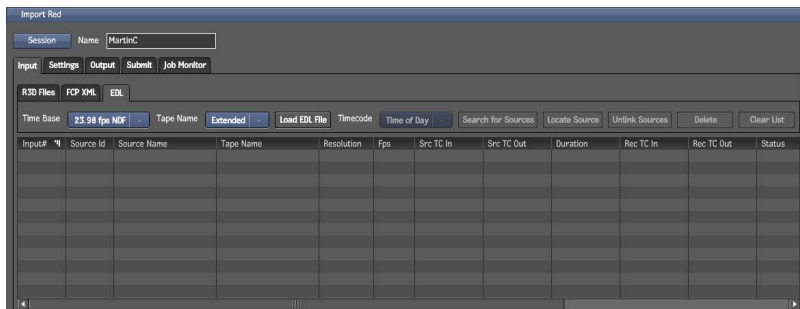 Import Red
Session Name MartinC
Input Settings Output Submit Job Monitor
R3D Files FCP XML EDL
Time Base 23.98 fps NDF Tape Name Extended Load EDL File Timecode Time of Day Search for Sources Locate Source Unlink Sources Delete Clear List
Input# Source Id Source Name Tape Name Resolution Fps Src TC In Src TC Out Duration Rec TC In Rec TC Out Status